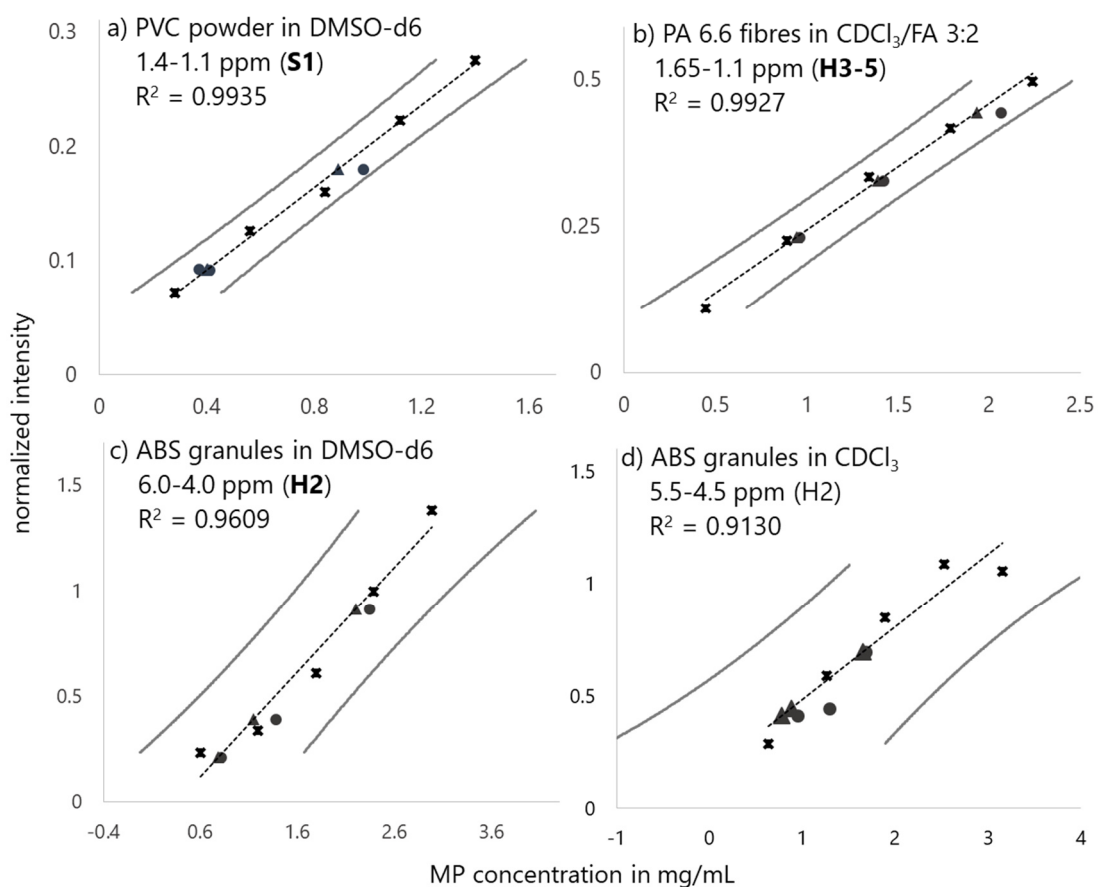 a) PVC powder in DMSO-d6
1.4-1.1 ppm (S1)
R² = 0.9935
0.3
0.2
0.1
0
0 0.4 0.8 1.2 1.6
b) PA 6.6 fibres in CDCl₃/FA 3:2
1.65-1.1 ppm (H3-5)
R² = 0.9927
0.5
0.25
0
0 0.5 1 1.5 2 2.5
normalized intensity
c) ABS granules in DMSO-d6
6.0-4.0 ppm (H2)
R² = 0.9609
1.5
1
0.5
0
-0.4 0.6 1.6 2.6 3.6
d) ABS granules in CDCl₃
5.5-4.5 ppm (H2)
R² = 0.9130
1.5
1
0.5
0
-1 0 1 2 3 4
MP concentration in mg/mL